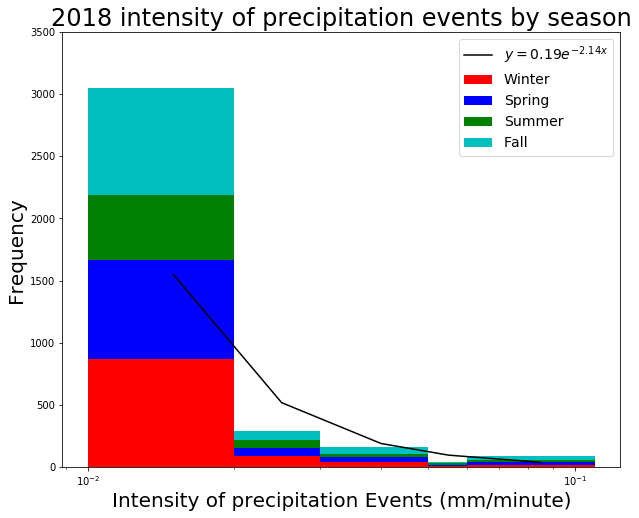 2018 intensity of precipitation events by season
y = 0.19e^{-2.14x}
Winter
Spring
Summer
Fall
Frequency
3500
3000
2500
2000
1500
1000
500
0
10^{-2} 10^{-1}
Intensity of precipitation Events (mm/minute)